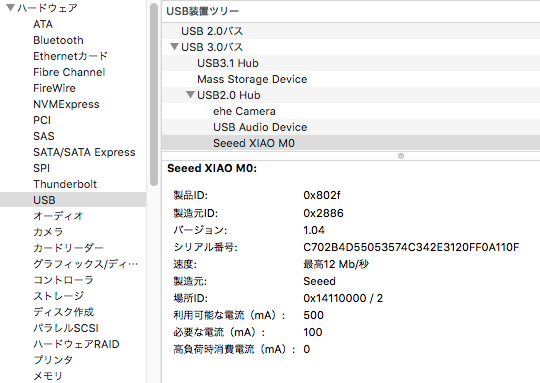 ハードウェア
ATA
Bluetooth
Ethernetカード
Fibre Channel
FireWire
NVMExpress
PCI
SAS
SATA/SATA Express
SPI
Thunderbolt
USB
オーディオ
カメラ
カードリーダー
グラフィックス/ディ…
コントローラ
ストレージ
ディスク作成
パラレルSCSI
ハードウェアRAID
プリンタ
メモリ
USB装置ツリー
USB 2.0バス
USB 3.0バス
USB3.1 Hub
Mass Storage Device
USB2.0 Hub
ehe Camera
USB Audio Device
Seeed XIAO M0
Seeed XIAO M0:
製品ID: 0x802f
製造元ID: 0x2886
バージョン: 1.04
シリアル番号: C702B4D55053574C342E3120FF0A110F
速度: 最高12 Mb/秒
製造元: Seeed
場所ID: 0x14110000 / 2
利用可能な電流（mA）: 500
必要な電流（mA）: 100
高負荷時消費電流（mA）: 0